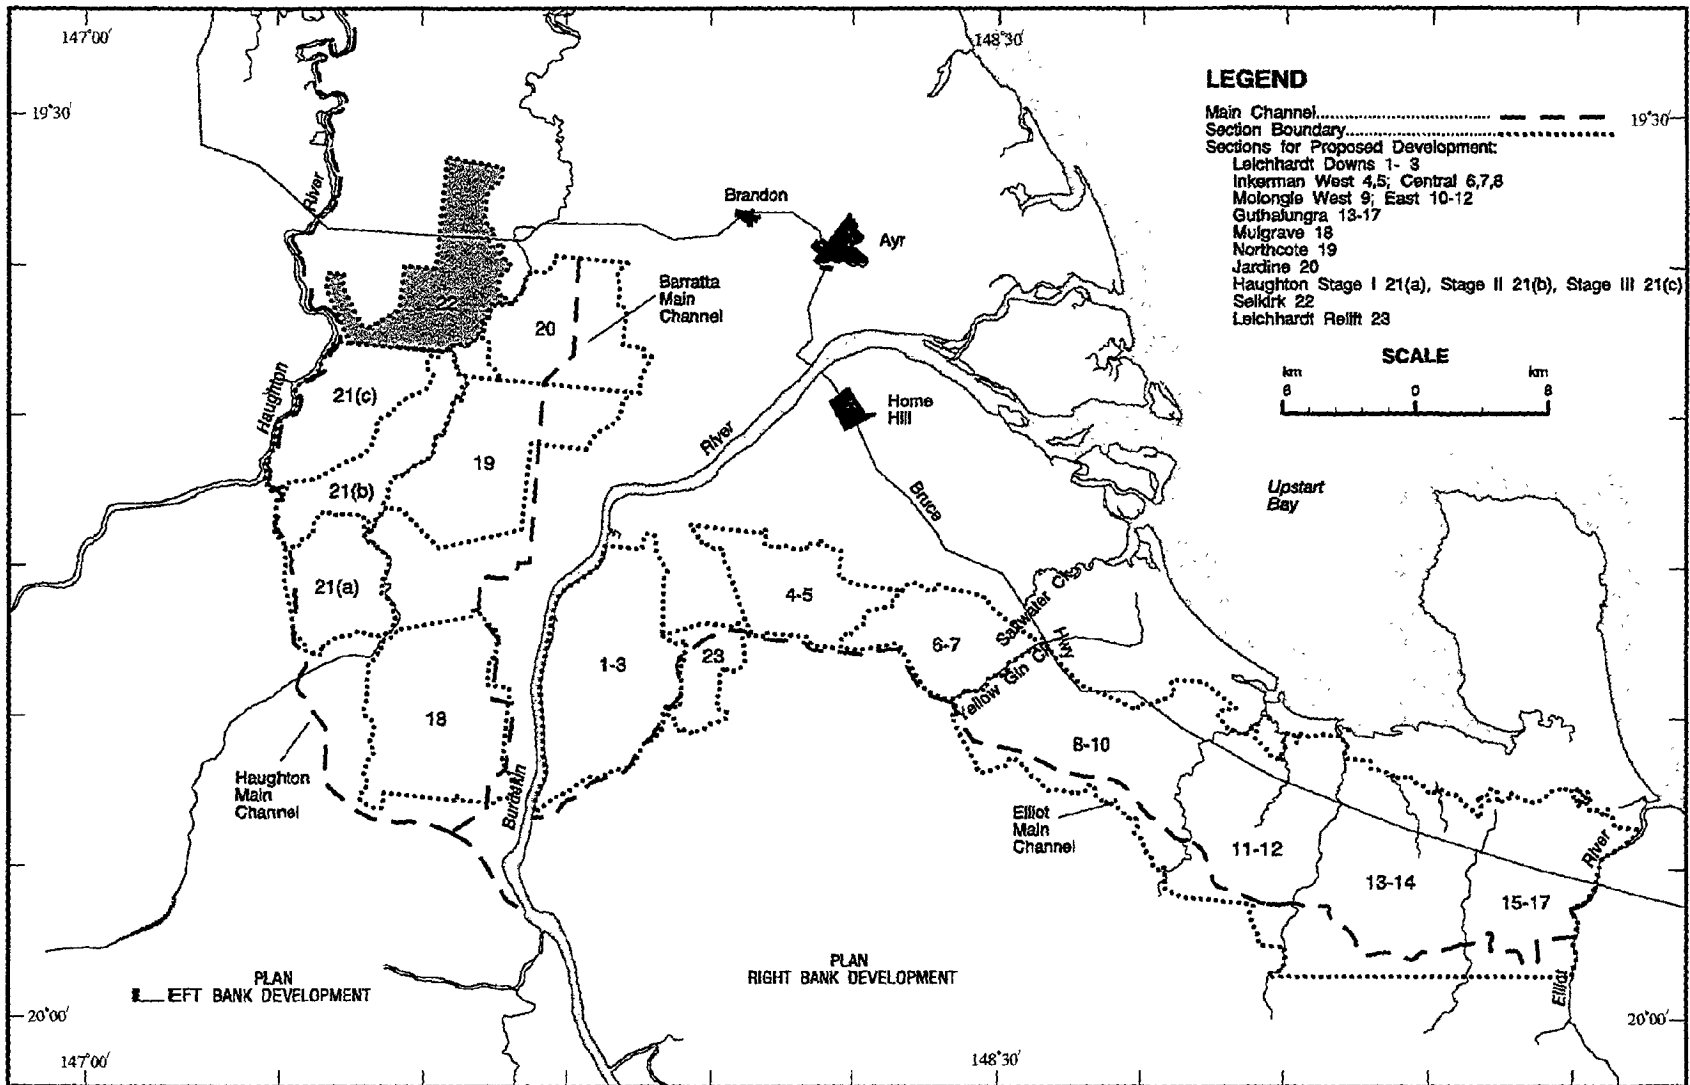 147°00'
148°30'
19°30'
19°30'
LEGEND
Main Channel
Section Boundary
Sections for Proposed Development:
Leichhardt Downs 1- 3
Inkerman West 4,5; Central 6,7,8
Molongle West 9; East 10-12
Guthalungra 13-17
Mulgrave 18
Northcote 19
Jardine 20
Haughton Stage I 21(a), Stage II 21(b), Stage III 21(c)
Selkirk 22
Leichhardt Relift 23
SCALE
km
km
6
0
8
River
Brandon
Ayr
22
20
Barratta
Main
Channel
Haughton
21(c)
19
21(b)
21(a)
River
Home
Hill
Bruce
Upstart
Bay
4-5
Saltwater Ck
Hwy
6-7
Yellow Gin Ck
1-3
23
18
8-10
Haughton
Main
Channel
Burdekin
Elliot
Main
Channel
11-12
13-14
15-17
River
Elliot
PLAN
LEFT BANK DEVELOPMENT
PLAN
RIGHT BANK DEVELOPMENT
20°00'
20°00'
147°00'
148°30'